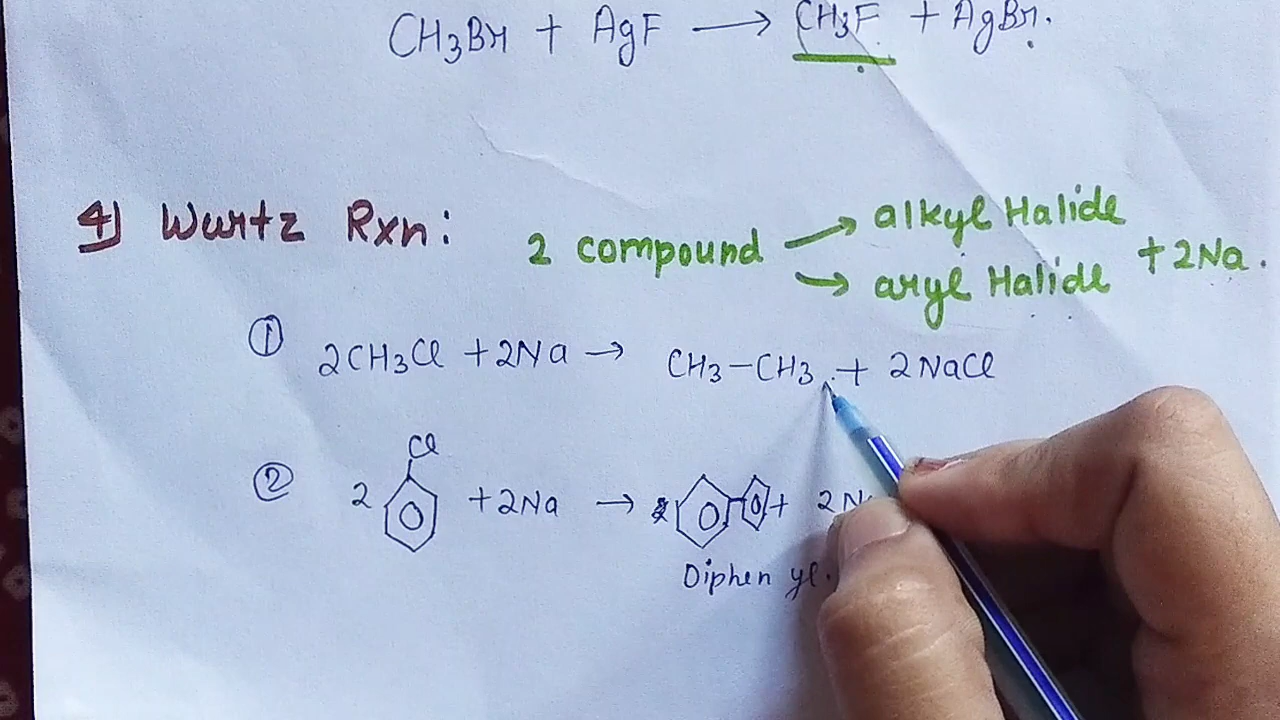 CH3Br + AgF → CH3F + AgBr.
4) Wurtz Rxn:
2 compound → alkyl Halide
→ aryl Halide + 2Na.
① 2CH3Cl + 2Na → CH3-CH3 + 2NaCl
Cl
② 2 + 2Na → + 2N
Diphenyl.